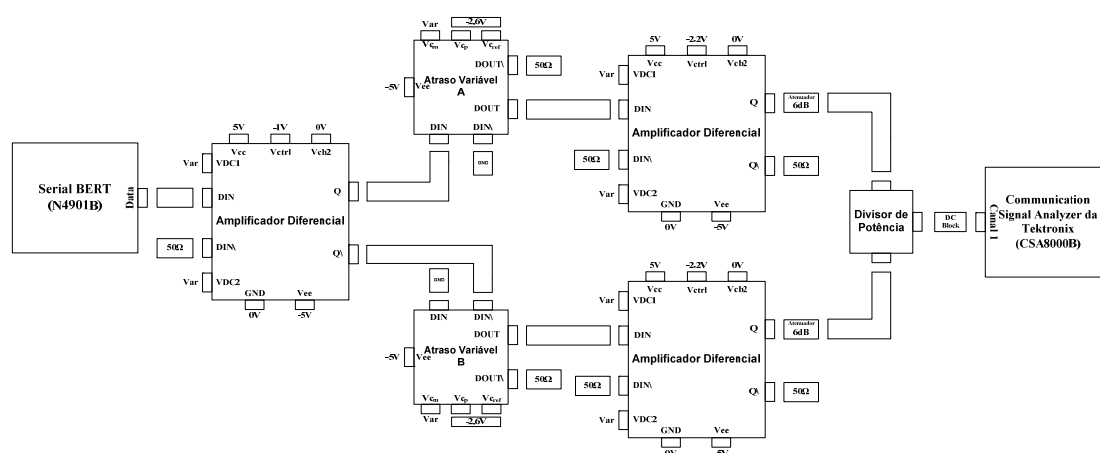 Serial BERT
(N4901B)
Data
50Ω
5V
-1V
0V
Vcc
Vctrl
Vcb2
Var
VDC1
DIN
Q
Amplificador Diferencial
DIN\
Q\
Var
VDC2
GND
Vee
0V
-5V
Var
-2.6V
Vcm
Vcp
Vcref
DOUT\
50Ω
-5V
Vee
Atraso Variável
A
DOUT
DIN
DIN\
GND
GND
DIN
DIN\
DOUT
-5V
Vee
Atraso Variável
B
DOUT\
50Ω
Vcm
Vcp
Vcref
Var
-2.6V
5V
-2.2V
0V
Vcc
Vctrl
Vcb2
Var
VDC1
DIN
Q
Atenuador
6dB
Amplificador Diferencial
50Ω
DIN\
Q\
50Ω
Var
VDC2
GND
Vee
0V
-5V
5V
-2.2V
0V
Vcc
Vctrl
Vcb2
Var
VDC1
DIN
Q
Atenuador
6dB
Amplificador Diferencial
50Ω
DIN\
Q\
50Ω
Var
VDC2
GND
Vee
0V
-5V
Divisor de
Potência
DC
Block
Canal 1
Communication
Signal Analyzer da
Tektronix
(CSA8000B)